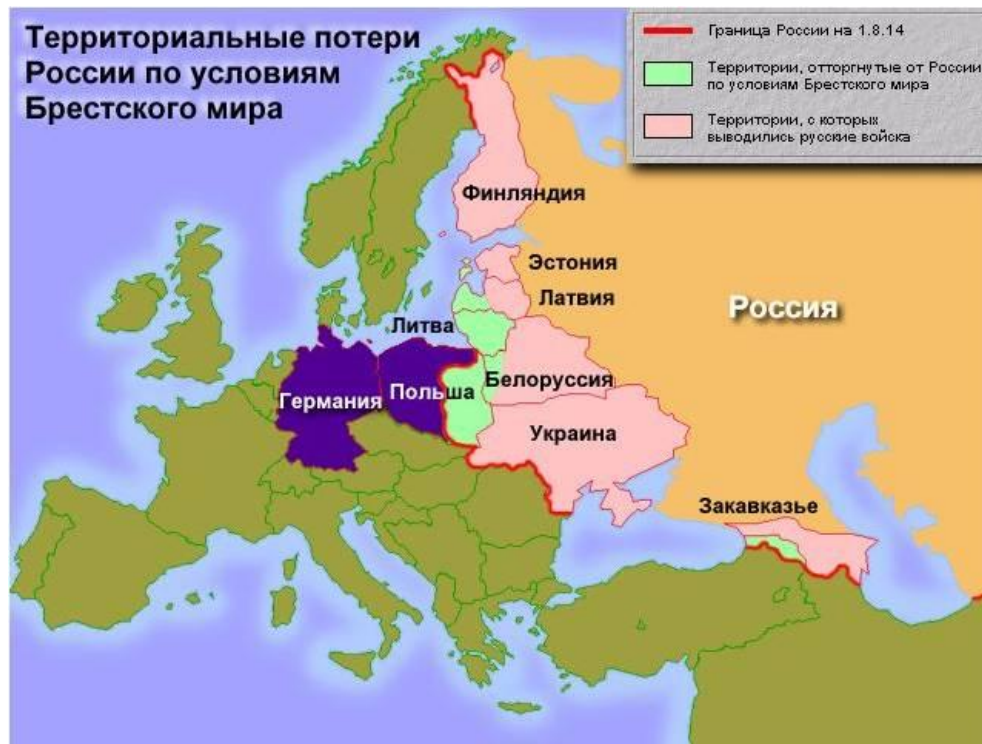 Территориальные потери
России по условиям
Брестского мира
Граница России на 1.8.14
Территории, отторгнутые от России
по условиям Брестского мира
Территории, с которых
выводились русские войска
Финляндия
Эстония
Латвия
Россия
Литва
Белоруссия
Германия
Польша
Украина
Закавказье